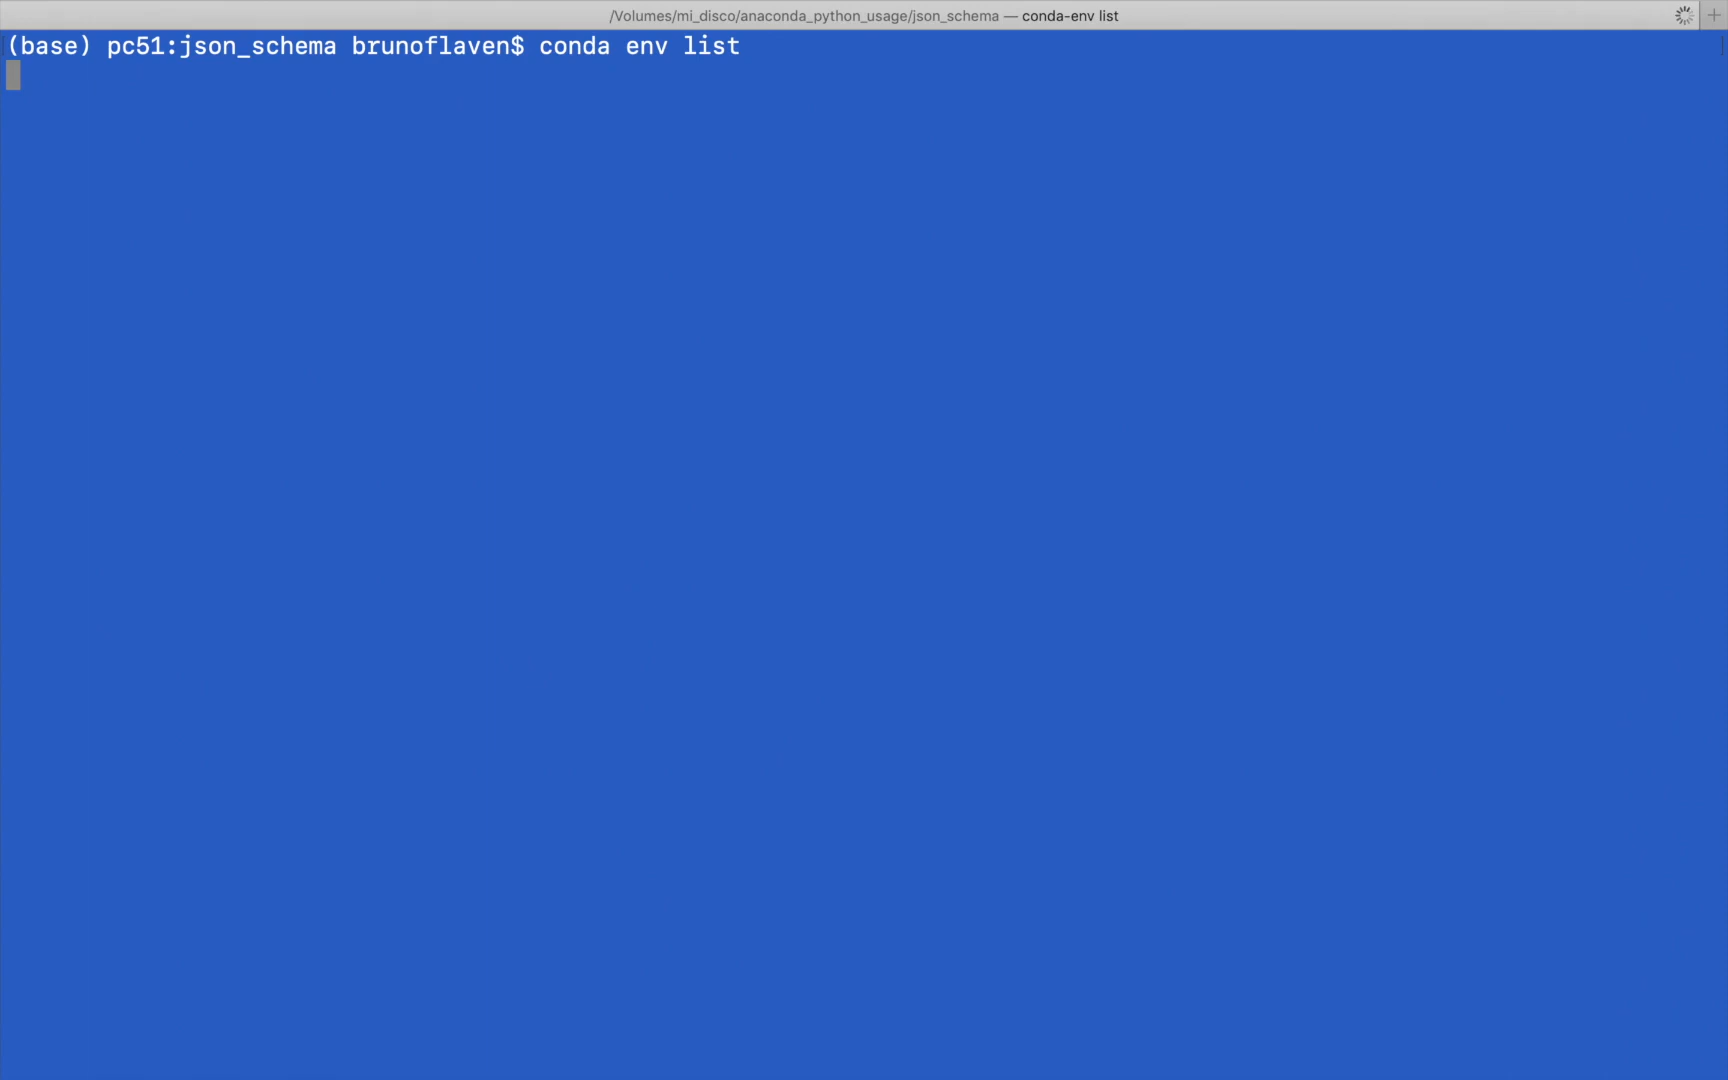 /Volumes/mi_disco/anaconda_python_usage/json_schema — conda-env list
(base) pc51:json_schema brunoflaven$ conda env list